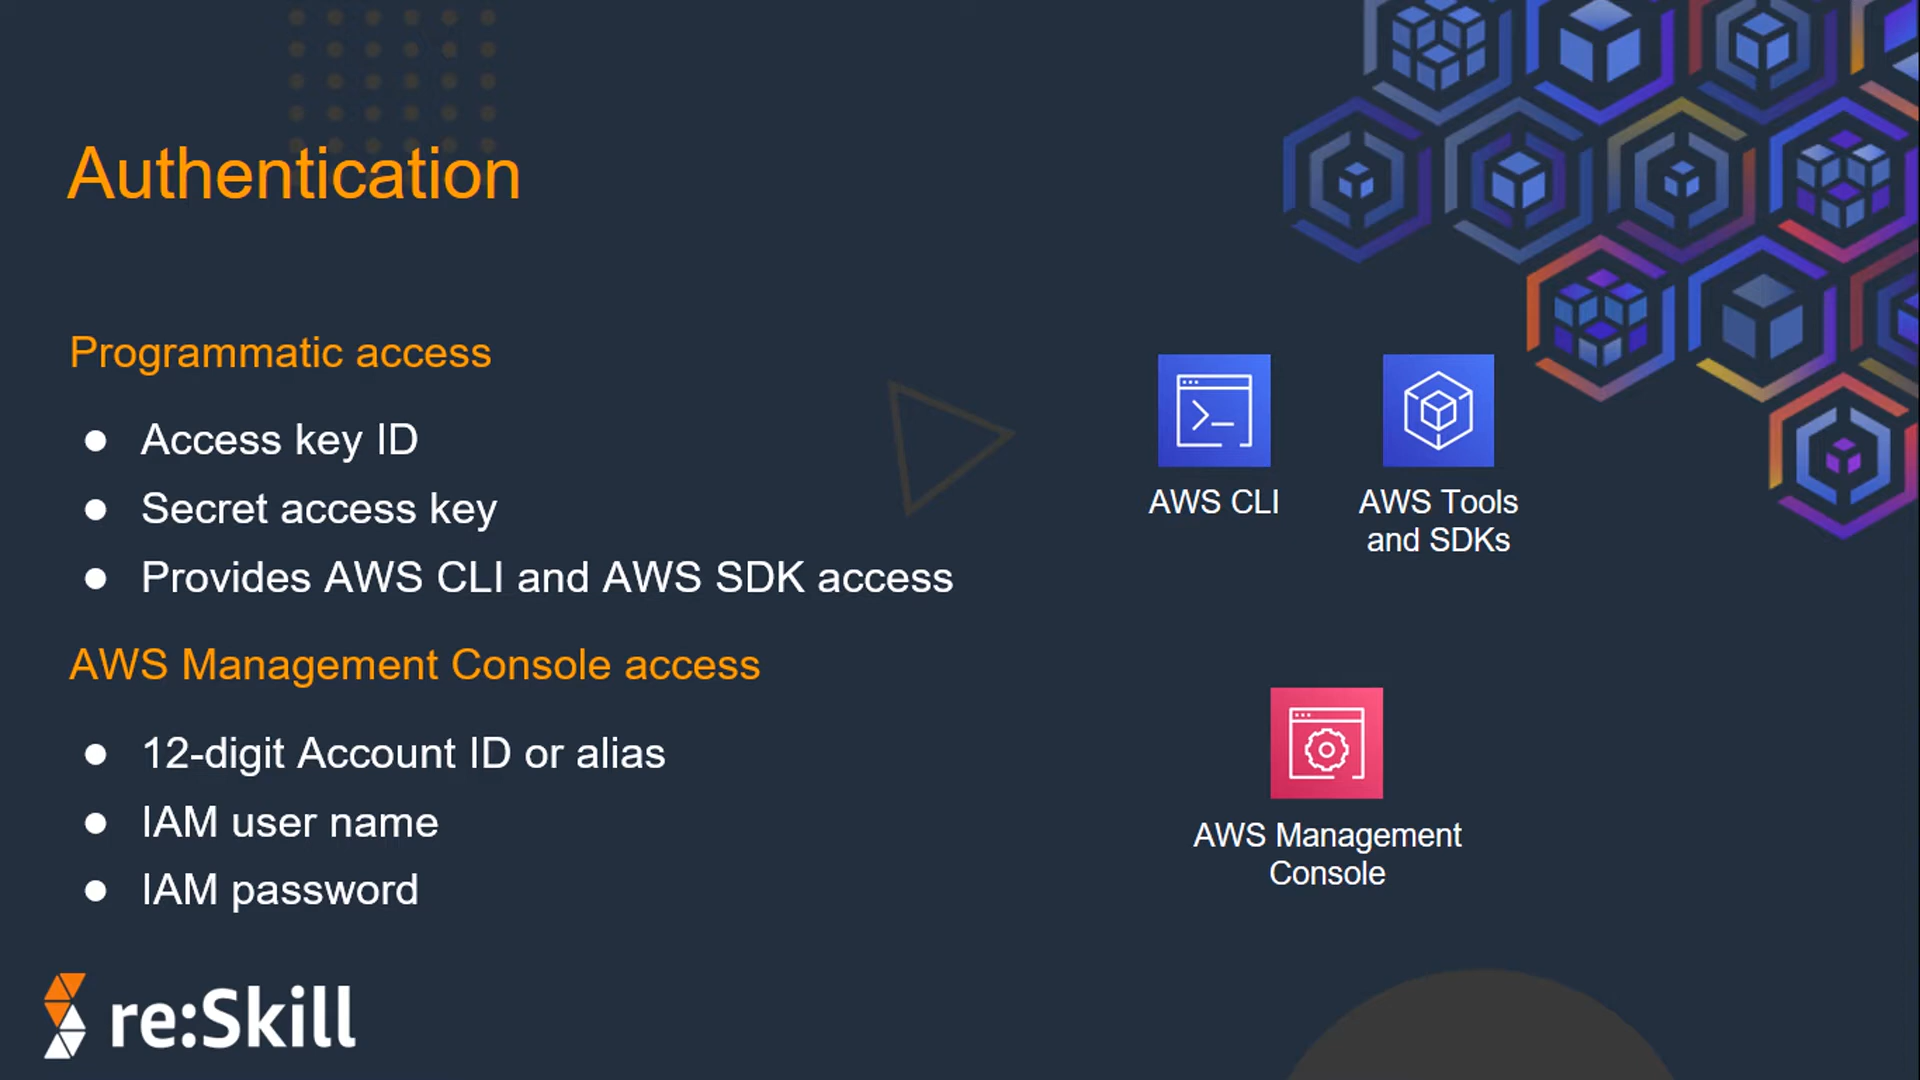 Authentication
Programmatic access
● Access key ID
● Secret access key
● Provides AWS CLI and AWS SDK access
AWS CLI
AWS Tools
and SDKs
AWS Management Console access
● 12-digit Account ID or alias
● IAM user name
● IAM password
AWS Management
Console
re:Skill